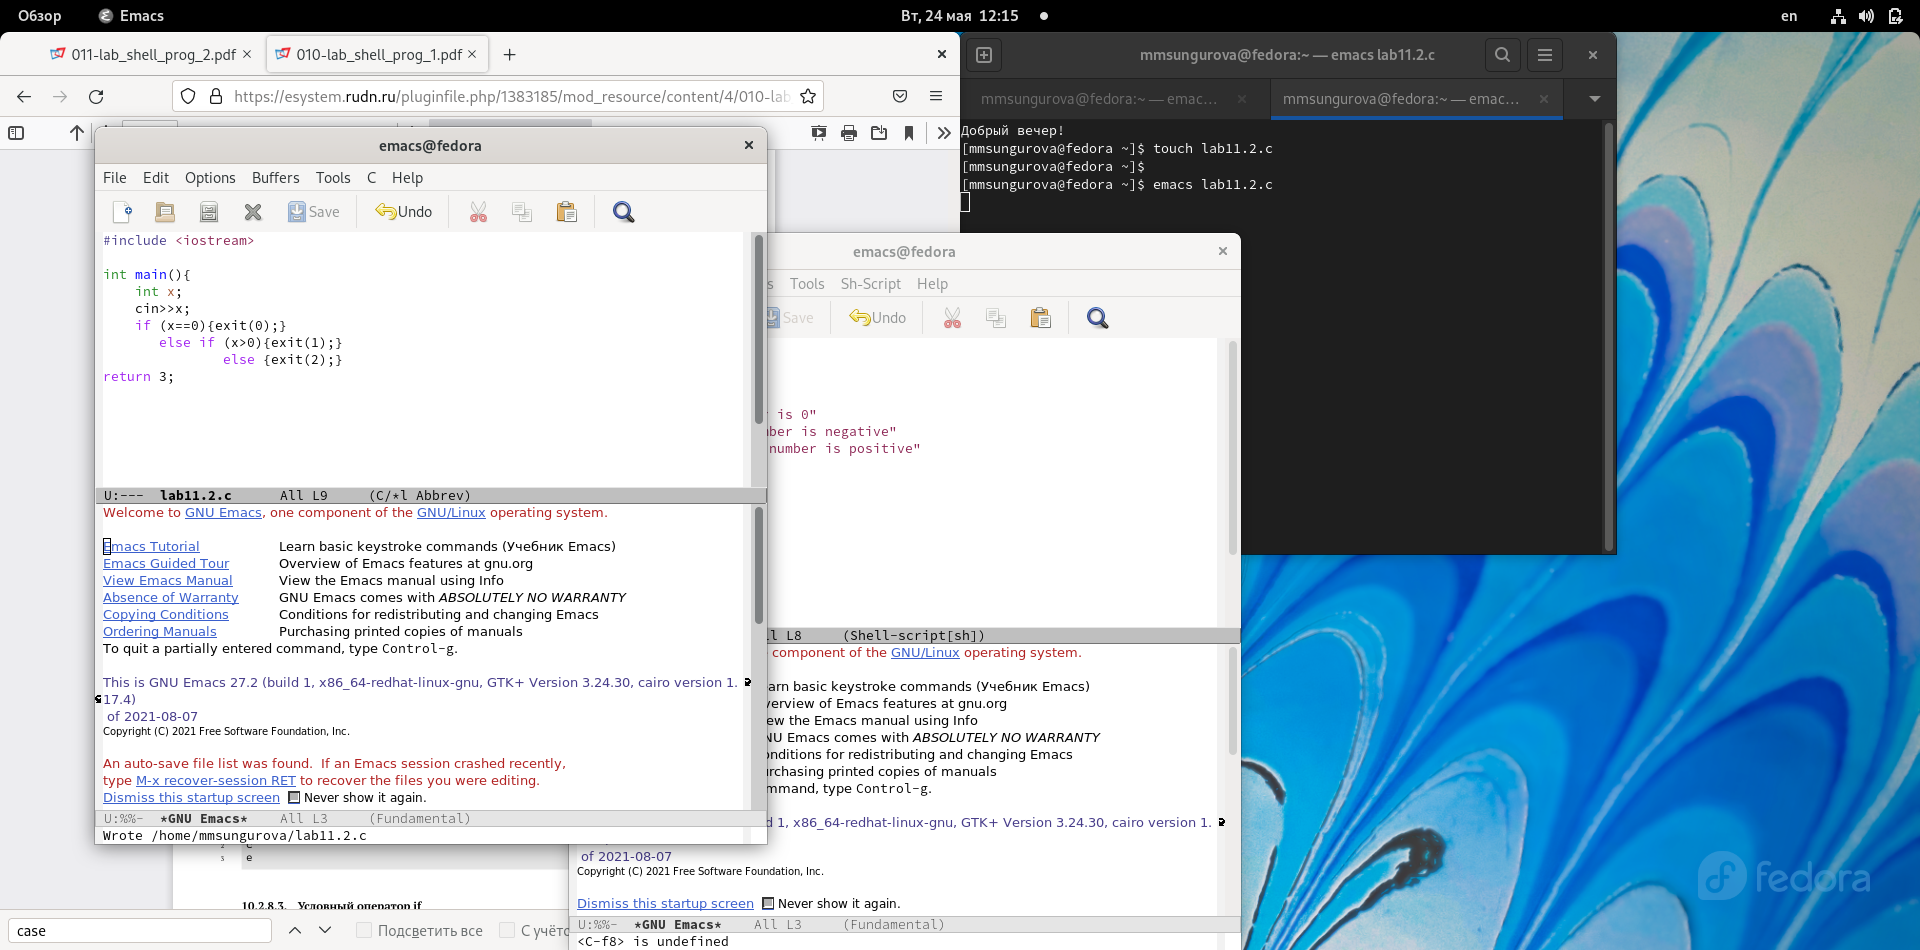 Обзор
Emacs
Вт, 24 мая 12:15
en
011-lab_shell_prog_2.pdf
010-lab_shell_prog_1.pdf
https://esystem.rudn.ru/pluginfile.php/1383185/mod_resource/content/4/010-lab
emacs@fedora
File Edit Options Buffers Tools C Help
Save Undo
#include <iostream>
int main(){
int x;
cin>>x;
if (x==0){exit(0);}
else if (x>0){exit(1);}
else {exit(2);}
return 3;
U:--- lab11.2.c All L9 (C/*l Abbrev)
Welcome to GNU Emacs, one component of the GNU/Linux operating system.
Emacs Tutorial Learn basic keystroke commands (Учебник Emacs)
Emacs Guided Tour Overview of Emacs features at gnu.org
View Emacs Manual View the Emacs manual using Info
Absence of Warranty GNU Emacs comes with ABSOLUTELY NO WARRANTY
Copying Conditions Conditions for redistributing and changing Emacs
Ordering Manuals Purchasing printed copies of manuals
To quit a partially entered command, type Control-g.
This is GNU Emacs 27.2 (build 1, x86_64-redhat-linux-gnu, GTK+ Version 3.24.30, cairo version 1.
17.4)
of 2021-08-07
Copyright (C) 2021 Free Software Foundation, Inc.
An auto-save file list was found. If an Emacs session crashed recently,
type M-x recover-session RET to recover the files you were editing.
Dismiss this startup screen Never show it again.
U:%%- *GNU Emacs* All L3 (Fundamental)
Wrote /home/mmsungurova/lab11.2.c
3 e
10.2.8.3. Условный оператор if
case
Подсветить все
С учёто
mmsungurova@fedora:~ — emacs lab11.2.c
mmsungurova@fedora:~ — emac...
mmsungurova@fedora:~ — emac...
Добрый вечер!
[mmsungurova@fedora ~]$ touch lab11.2.c
[mmsungurova@fedora ~]$
[mmsungurova@fedora ~]$ emacs lab11.2.c
emacs@fedora
s Tools Sh-Script Help
Save Undo
r is 0"
mber is negative"
number is positive"
ll L8 (Shell-script[sh])
component of the GNU/Linux operating system.
arn basic keystroke commands (Учебник Emacs)
verview of Emacs features at gnu.org
ew the Emacs manual using Info
NU Emacs comes with ABSOLUTELY NO WARRANTY
onditions for redistributing and changing Emacs
urchasing printed copies of manuals
mmand, type Control-g.
d 1, x86_64-redhat-linux-gnu, GTK+ Version 3.24.30, cairo version 1.
of 2021-08-07
Copyright (C) 2021 Free Software Foundation, Inc.
Dismiss this startup screen Never show it again.
U:%%- *GNU Emacs* All L3 (Fundamental)
<C-f8> is undefined
fedora